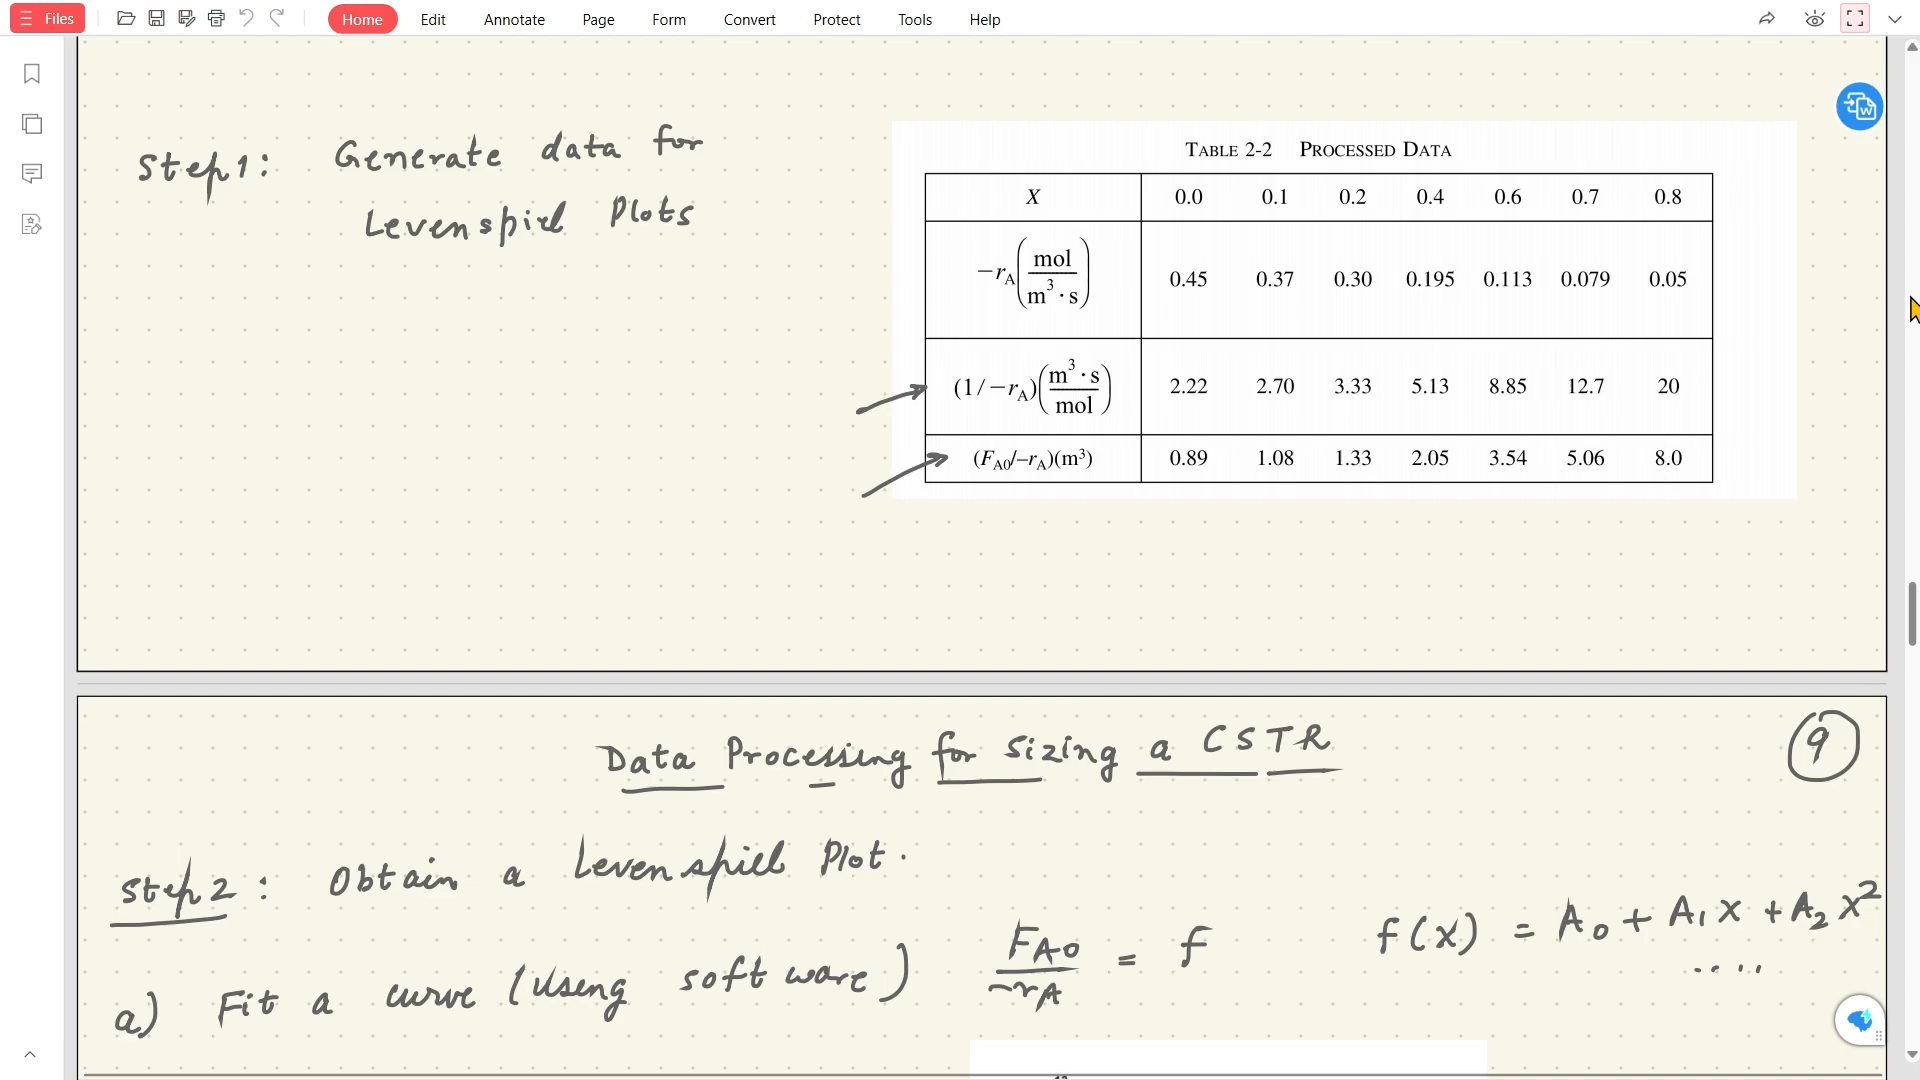 Files Home Edit Annotate Page Form Convert Protect Tools Help
Step 1: Generate data for
Levenspiel Plots
TABLE 2-2 PROCESSED DATA
X 0.0 0.1 0.2 0.4 0.6 0.7 0.8
−rA (mol / m³ · s) 0.45 0.37 0.30 0.195 0.113 0.079 0.05
(1/−rA) (m³ · s / mol) 2.22 2.70 3.33 5.13 8.85 12.7 20
(FA0/–rA)(m³) 0.89 1.08 1.33 2.05 3.54 5.06 8.0
Data Processing for sizing a CSTR
9
Step 2: Obtain a Levenspiel Plot.
a) Fit a curve (using software) FA0 / −rA = f f(x) = A0 + A1 x + A2 x² .....